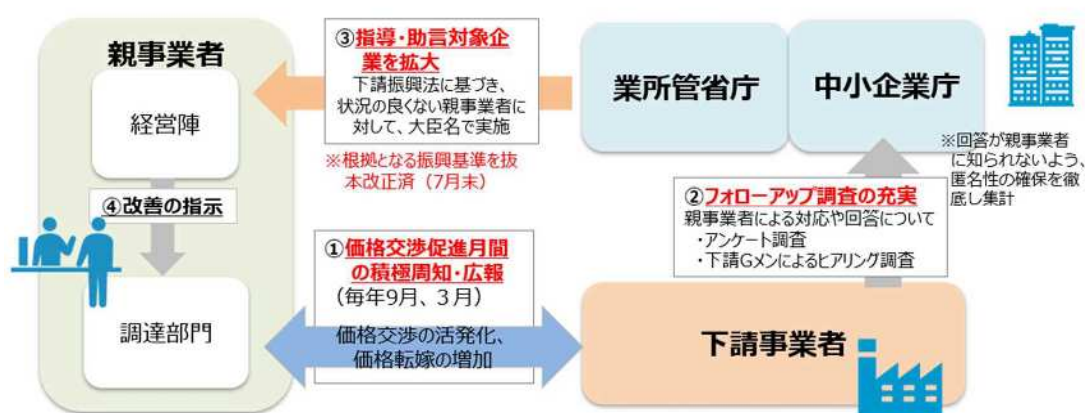 親事業者
経営陣
④改善の指示
調達部門
③指導・助言対象企
業を拡大
下請振興法に基づき、
状況の良くない親事業者に
対して、大臣名で実施
※根拠となる振興基準を抜
本改正済（7月末）
①価格交渉促進月間
の積極周知・広報
（毎年9月、３月）
価格交渉の活発化、
価格転嫁の増加
業所管省庁
中小企業庁
※回答が親事業者
に知られないよう、
匿名性の確保を徹
底し集計
②フォローアップ調査の充実
親事業者による対応や回答について
・アンケート調査
・下請Gメンによるヒアリング調査
下請事業者